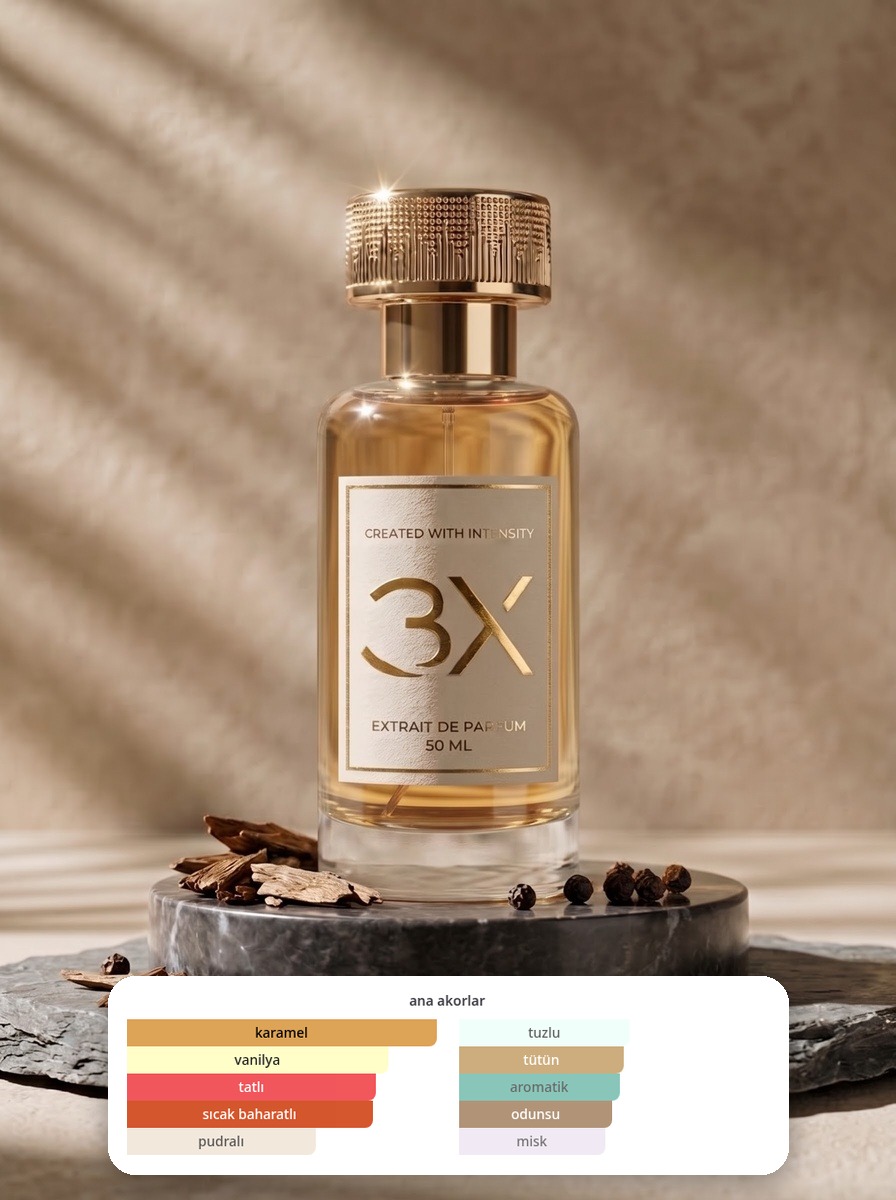 CREATED WITH INTENSITY
3X
EXTRAIT DE PARFUM
50 ML
ana akorlar
karamel
vanilya
tatlı
sıcak baharatlı
pudralı
tuzlu
tütün
aromatik
odunsu
misk